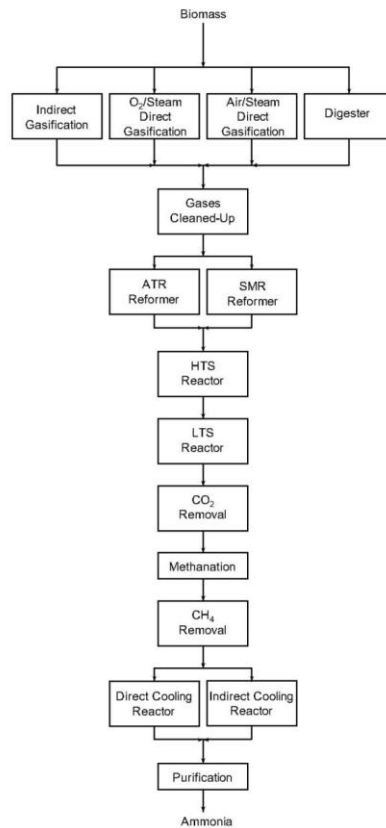 Biomass
Indirect
Gasification
O₂/Steam
Direct
Gasification
Air/Steam
Direct
Gasification
Digester
Gases
Cleaned-Up
ATR
Reformer
SMR
Reformer
HTS
Reactor
LTS
Reactor
CO₂
Removal
Methanation
CH₄
Removal
Direct Cooling
Reactor
Indirect Cooling
Reactor
Purification
Ammonia